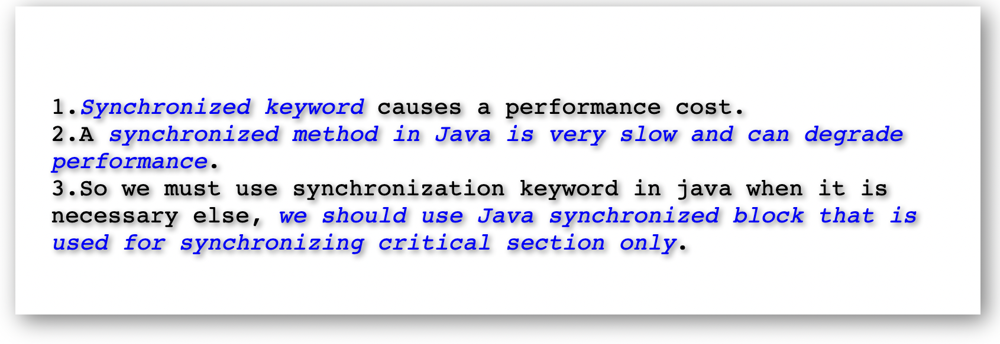 1.Synchronized keyword causes a performance cost.
2.A synchronized method in Java is very slow and can degrade
performance.
3.So we must use synchronization keyword in java when it is
necessary else, we should use Java synchronized block that is
used for synchronizing critical section only.